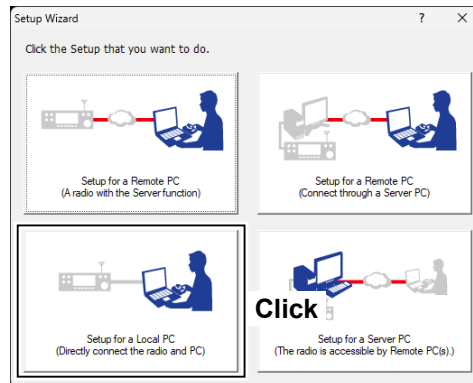 Setup Wizard
?
×
Click the Setup that you want to do.
Setup for a Remote PC
(A radio with the Server function)
Setup for a Remote PC
(Connect through a Server PC)
Setup for a Local PC
(Directly connect the radio and PC)
Click
Setup for a Server PC
(The radio is accessible by Remote PC(s).)